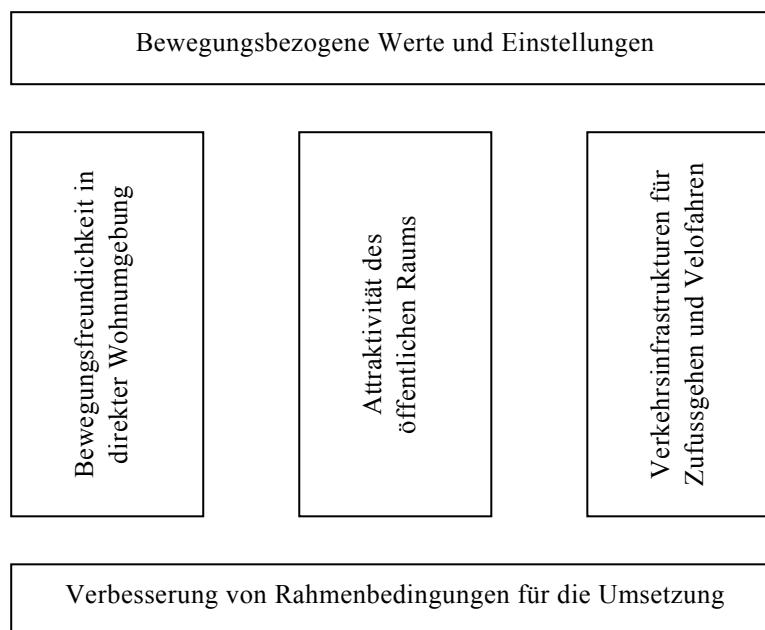 Bewegungsbezogene Werte und Einstellungen
Bewegungsfreundichkeit in
direkter Wohnumgebung
Attraktivität des
öffentlichen Raums
Verkehrsinfrastrukturen für
Zufussgehen und Velofahren
Verbesserung von Rahmenbedingungen für die Umsetzung